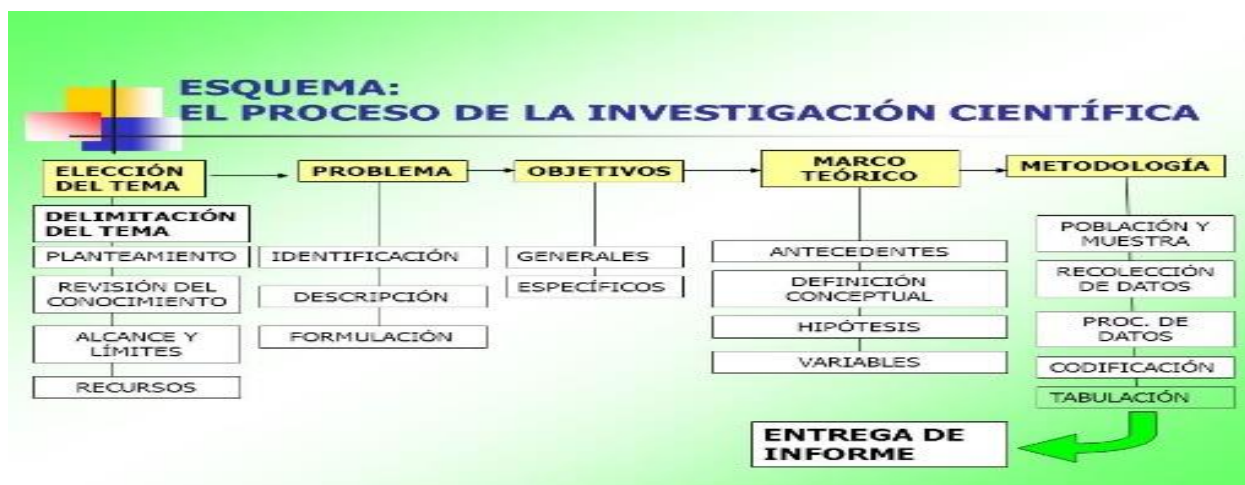 ESQUEMA:
EL PROCESO DE LA INVESTIGACIÓN CIENTÍFICA
ELECCIÓN
DEL TEMA
DELIMITACIÓN
DEL TEMA
PLANTEAMIENTO
REVISIÓN DEL
CONOCIMIENTO
ALCANCE Y
LÍMITES
RECURSOS
PROBLEMA
IDENTIFICACIÓN
DESCRIPCIÓN
FORMULACIÓN
OBJETIVOS
GENERALES
ESPECÍFICOS
MARCO
TEÓRICO
ANTECEDENTES
DEFINICIÓN
CONCEPTUAL
HIPÓTESIS
VARIABLES
METODOLOGÍA
POBLACIÓN Y
MUESTRA
RECOLECCIÓN
DE DATOS
PROC. DE
DATOS
CODIFICACIÓN
TABULACIÓN
ENTREGA DE
INFORME